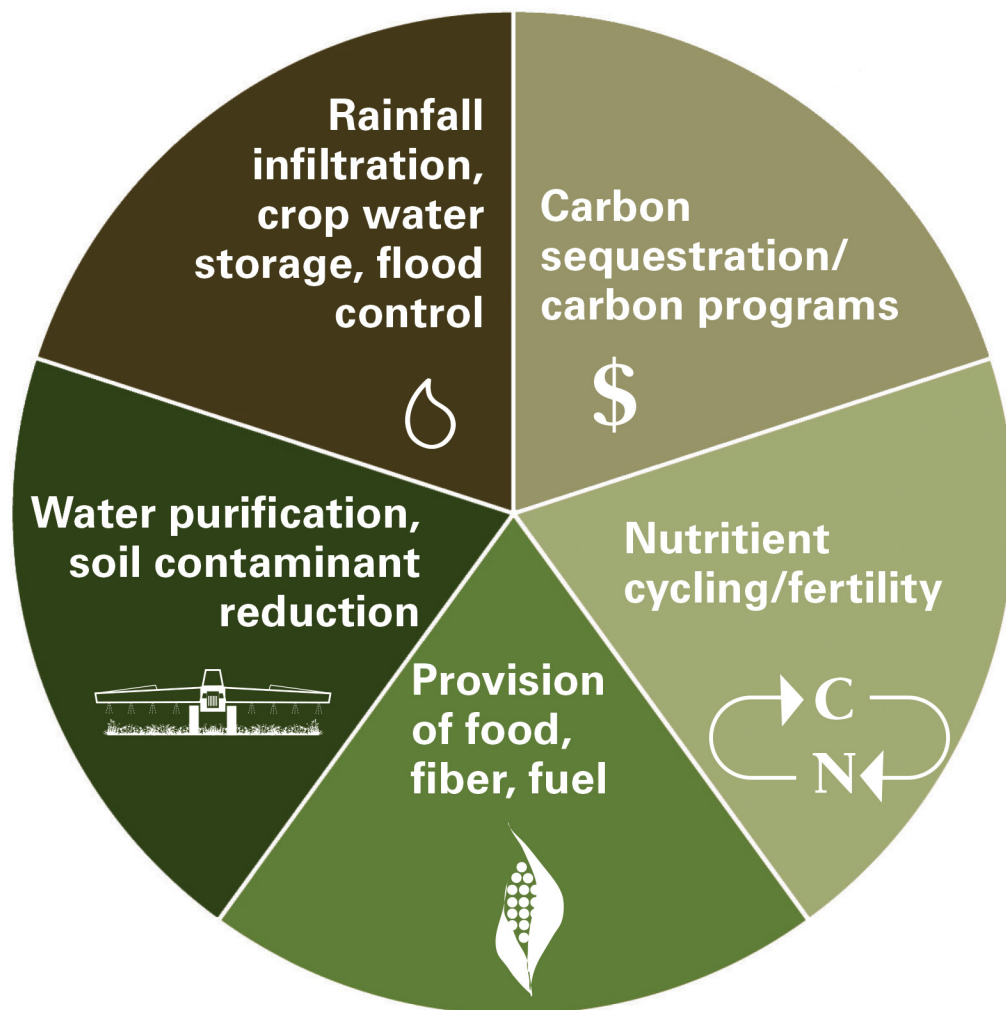 Rainfall
infiltration,
crop water
storage, flood
control
Carbon
sequestration/
carbon programs
$
Water purification,
soil contaminant
reduction
Nutritient
cycling/fertility
C
N
Provision
of food,
fiber, fuel